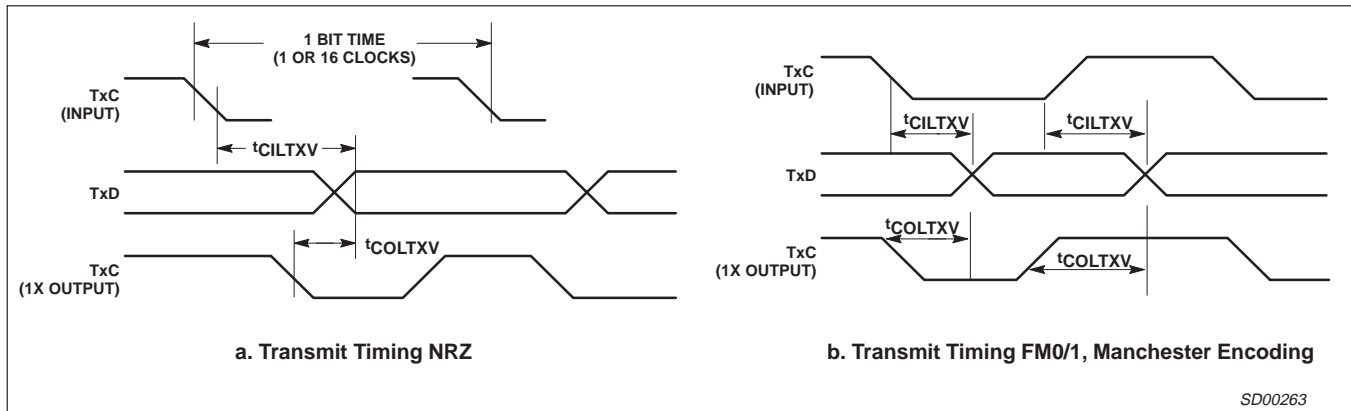 1 BIT TIME
(1 OR 16 CLOCKS)
TxC
(INPUT)
tCILTXV
TxD
tCOLTXV
TxC
(1X OUTPUT)
a. Transmit Timing NRZ
TxC
(INPUT)
tCILTXV tCILTXV
TxD
tCOLTXV
tCOLTXV
TxC
(1X OUTPUT)
b. Transmit Timing FM0/1, Manchester Encoding
SD00263